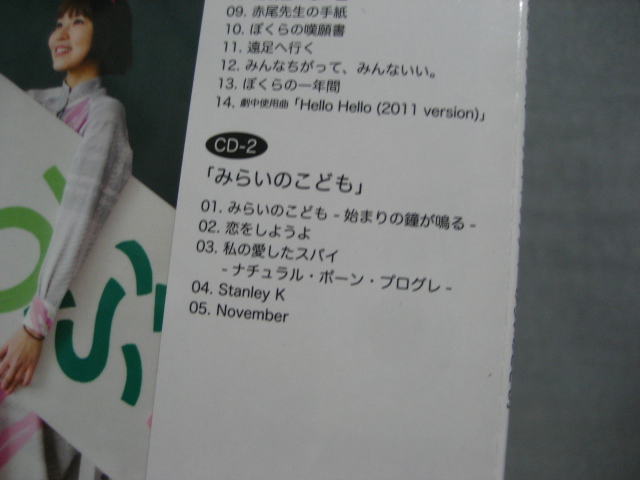 09. 赤尾先生の手紙
10. ぼくらの嘆願書
11. 遠足へ行く
12. みんなちがって、みんないい。
13. ぼくらの一年間
14. 劇中使用曲「Hello Hello (2011 version)」
CD-2
「みらいのこども」
01. みらいのこども - 始まりの鐘が鳴る -
02. 恋をしようよ
03. 私の愛したスパイ
- ナチュラル・ボーン・プログレ -
04. Stanley K
05. November